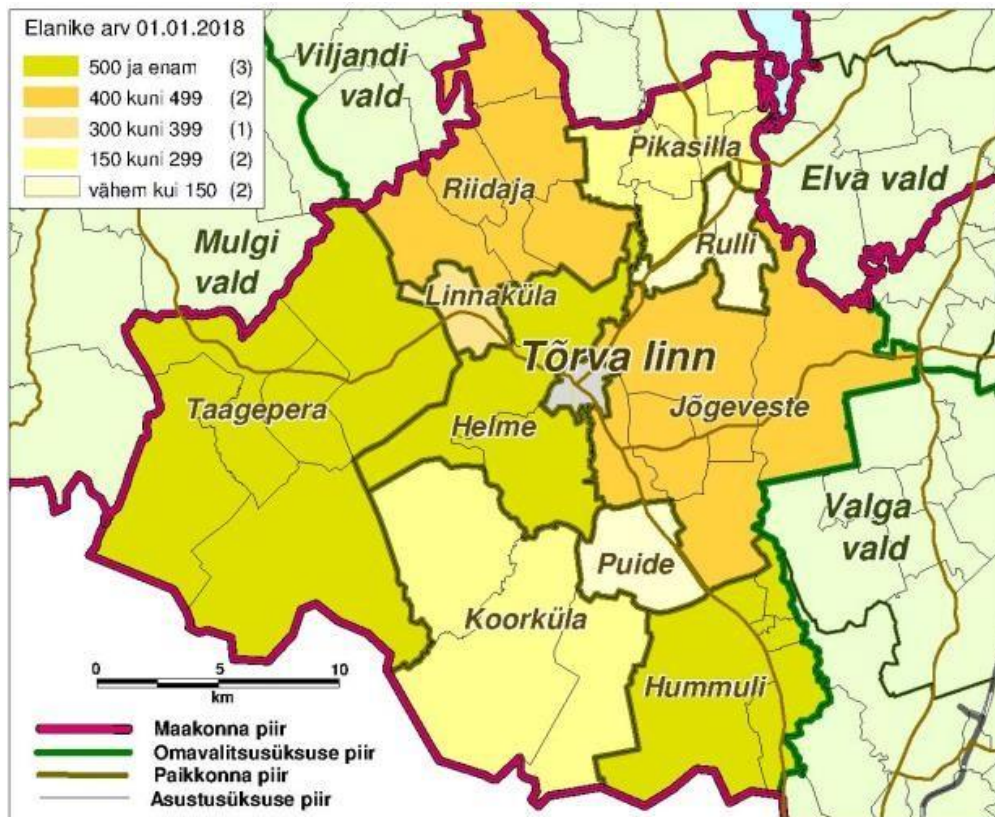 Elanike arv 01.01.2018
500 ja enam (3)
400 kuni 499 (2)
300 kuni 399 (1)
150 kuni 299 (2)
vähem kui 150 (2)
Viljandi
vald
Pikasilla
Elva vald
Riidaja
Rulli
Mulgi
vald
Linnaküla
Tõrva linn
Taagepera
Helme
Jõgeveste
Valga
vald
Puide
Koorküla
Hummuli
0 5 10
km
Maakonna piir
Omavalitsusüksuse piir
Paikkonna piir
Asustusüksuse piir